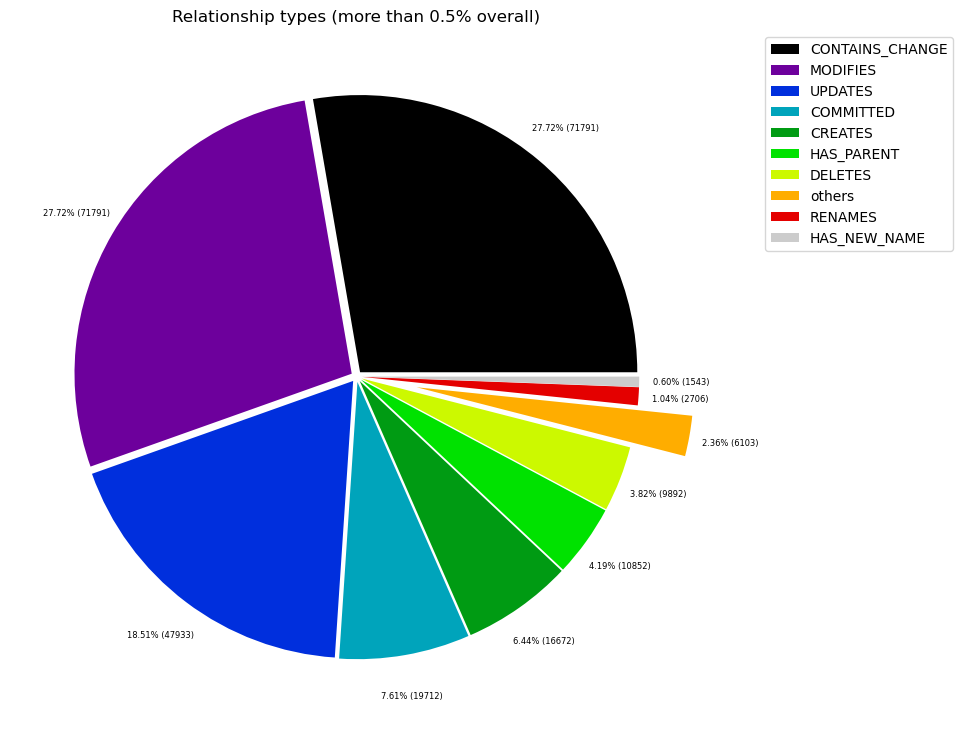 Relationship types (more than 0.5% overall)
CONTAINS_CHANGE
MODIFIES
UPDATES
COMMITTED
CREATES
HAS_PARENT
DELETES
others
RENAMES
HAS_NEW_NAME
27.72% (71791)
27.72% (71791)
18.51% (47933)
7.61% (19712)
6.44% (16672)
4.19% (10852)
3.82% (9892)
2.36% (6103)
1.04% (2706)
0.60% (1543)